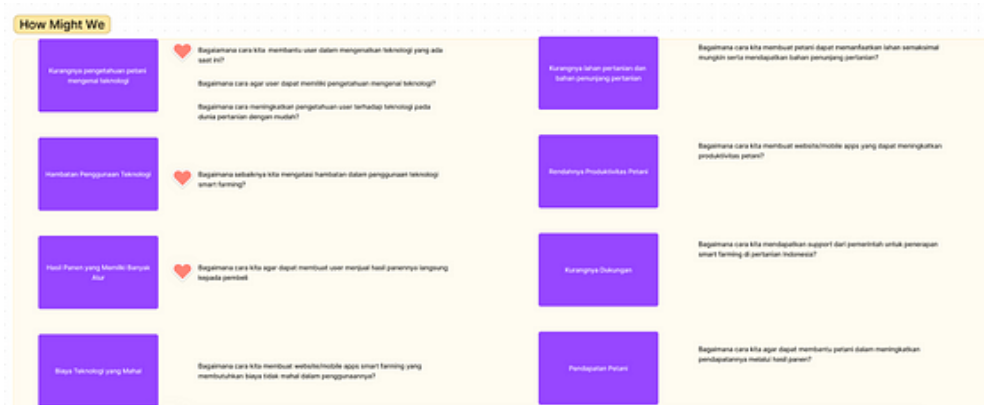 How Might We
Kurangnya pengetahuan petani
mengenai teknologi
Bagaiamana cara kita membantu user dalam mengenalkan teknologi yang ada
saat ini?
Bagaimana cara agar user dapat memiliki pengetahuan mengenai teknologi?
Bagaimana cara meningkatkan pengetahuan user terhadap teknologi pada
dunia pertanian dengan mudah?
Hambatan Penggunaan Teknologi
Bagaimana sebaiknya kita mengatasi hambatan dalam penggunaan teknologi
smart farming?
Hasil Panen yang Memiliki Banyak
Alur
Bagaimana cara kita agar dapat membuat user menjual hasil panennya langsung
kepada pembeli
Biaya Teknologi yang Mahal
Bagaimana cara kita membuat website/mobile apps smart farming yang
membutuhkan biaya tidak mahal dalam penggunaannya?
Kurangnya lahan pertanian dan
bahan penunjang pertanian
Bagaimana cara kita membuat petani dapat memanfaatkan lahan semaksimal
mungkin serta mendapatkan bahan penunjang pertanian?
Rendahnya Produktivitas Petani
Bagaimana cara kita membuat website/mobile apps yang dapat meningkatkan
produktivitas petani?
Kurangnya Dukungan
Bagaimana cara kita mendapatkan support dari pemerintah untuk penerapan
smart farming di pertanian Indonesia?
Pendapatan Petani
Bagaimana cara kita agar dapat membantu petani dalam meningkatkan
pendapatannya melalui hasil panen?